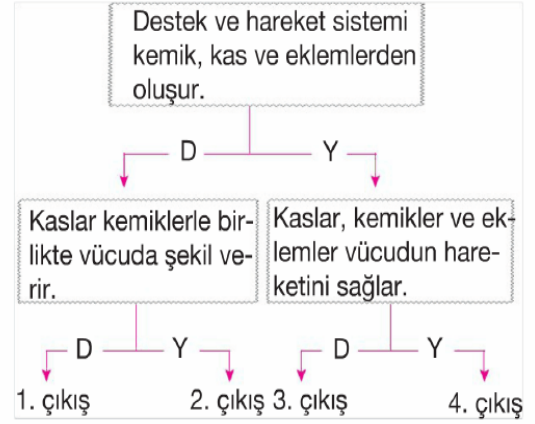 Destek ve hareket sistemi
kemik, kas ve eklemlerden
oluşur.
D
Y
Kaslar kemiklerle bir-
likte vücuda şekil ve-
rir.
Kaslar, kemikler ve ek-
lemler vücudun hare-
ketini sağlar.
D
Y
D
Y
1. çıkış
2. çıkış
3. çıkış
4. çıkış